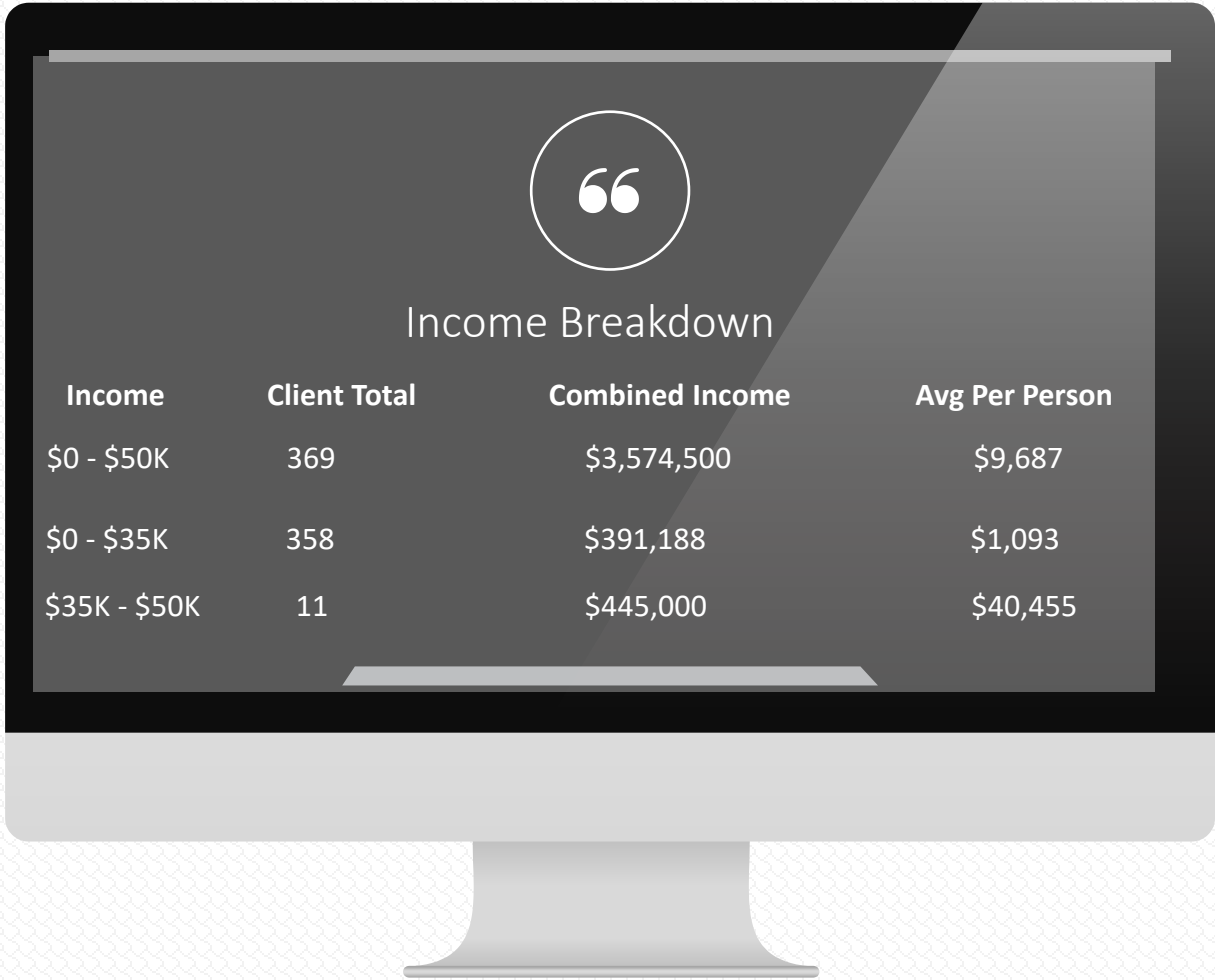 “
Income Breakdown
Income Client Total Combined Income Avg Per Person
$0 - $50K 369 $3,574,500 $9,687
$0 - $35K 358 $391,188 $1,093
$35K - $50K 11 $445,000 $40,455